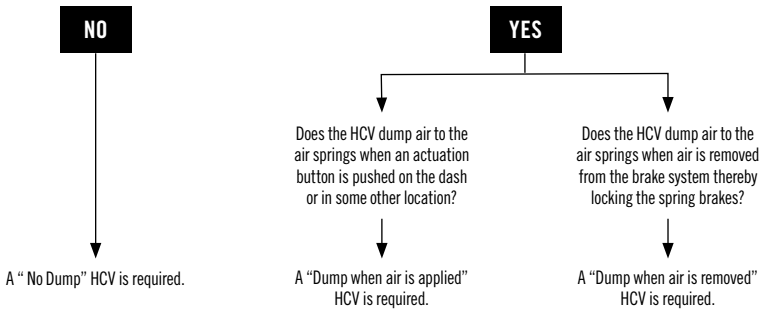 NO
YES
Does the HCV dump air to the
air springs when an actuation
button is pushed on the dash
or in some other location?
Does the HCV dump air to the
air springs when air is removed
from the brake system thereby
locking the spring brakes?
A “ No Dump” HCV is required.
A “Dump when air is applied”
HCV is required.
A “Dump when air is removed”
HCV is required.